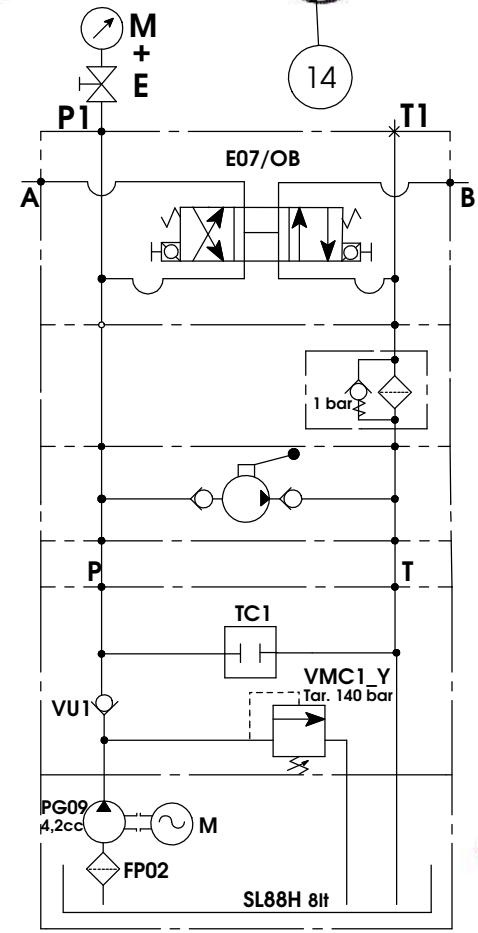 M
+
E
14
P1
T1
E07/OB
A
B
1 bar
P
T
TC1
VMC1_Y
Tar. 140 bar
VU1
PG09
4,2cc
M
FP02
SL88H 8lt